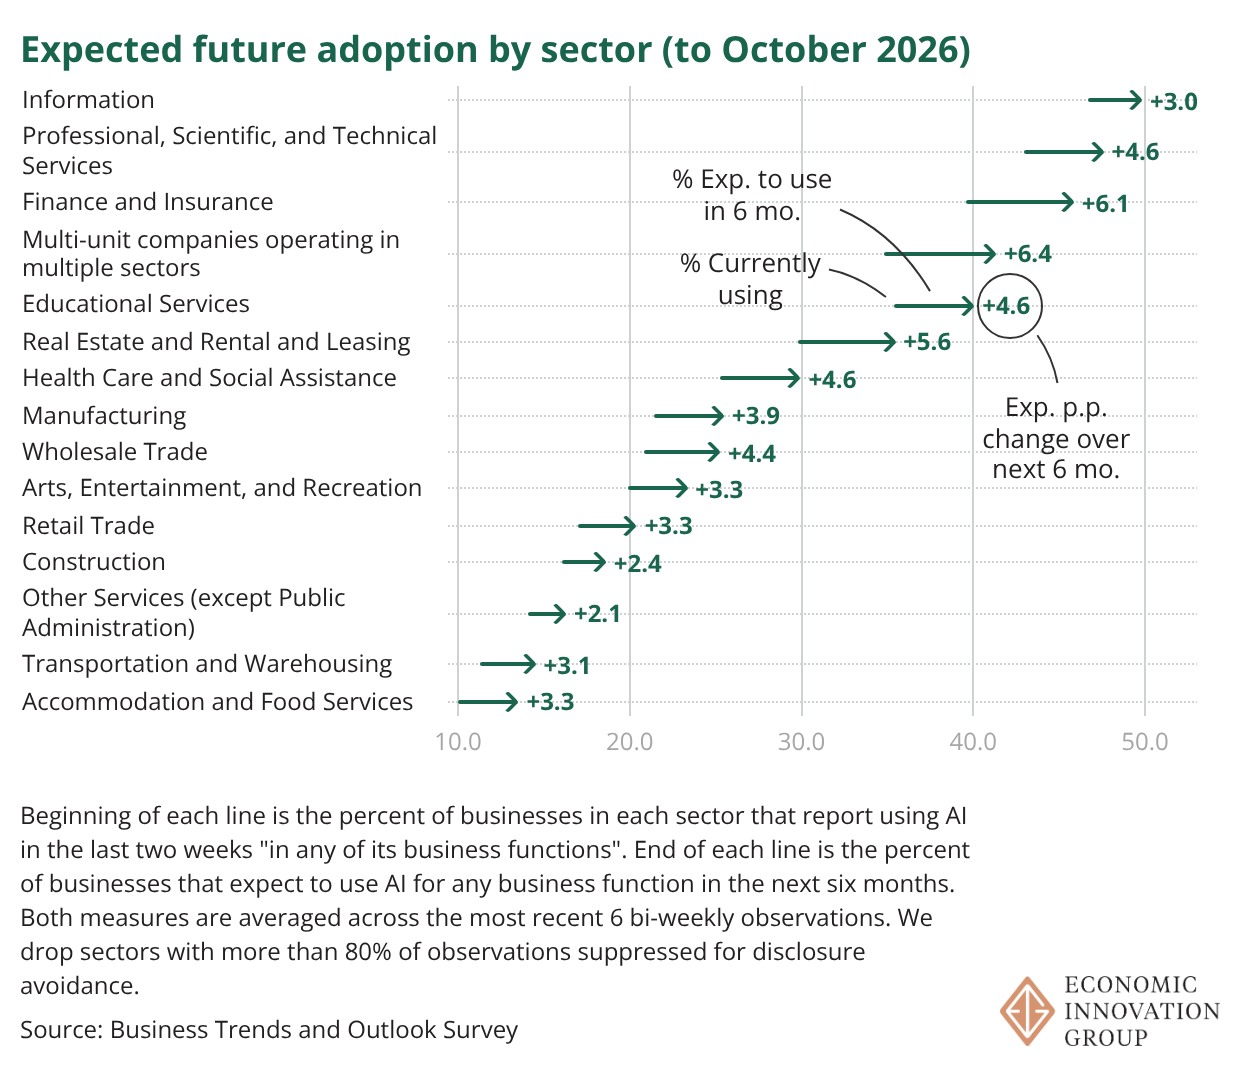 Expected future adoption by sector (to October 2026)
Information
+3.0
Professional, Scientific, and Technical
Services
+4.6
% Exp. to use
in 6 mo.
Finance and Insurance
+6.1
Multi-unit companies operating in
multiple sectors
+6.4
% Currently
using
Educational Services
+4.6
Real Estate and Rental and Leasing
+5.6
Health Care and Social Assistance
+4.6
Exp. p.p.
change over
next 6 mo.
Manufacturing
+3.9
Wholesale Trade
+4.4
Arts, Entertainment, and Recreation
+3.3
Retail Trade
+3.3
Construction
+2.4
Other Services (except Public
Administration)
+2.1
Transportation and Warehousing
+3.1
Accommodation and Food Services
+3.3
10.0 20.0 30.0 40.0 50.0
Beginning of each line is the percent of businesses in each sector that report using AI
in the last two weeks "in any of its business functions". End of each line is the percent
of businesses that expect to use AI for any business function in the next six months.
Both measures are averaged across the most recent 6 bi-weekly observations. We
drop sectors with more than 80% of observations suppressed for disclosure
avoidance.
Source: Business Trends and Outlook Survey
ECONOMIC
INNOVATION
GROUP